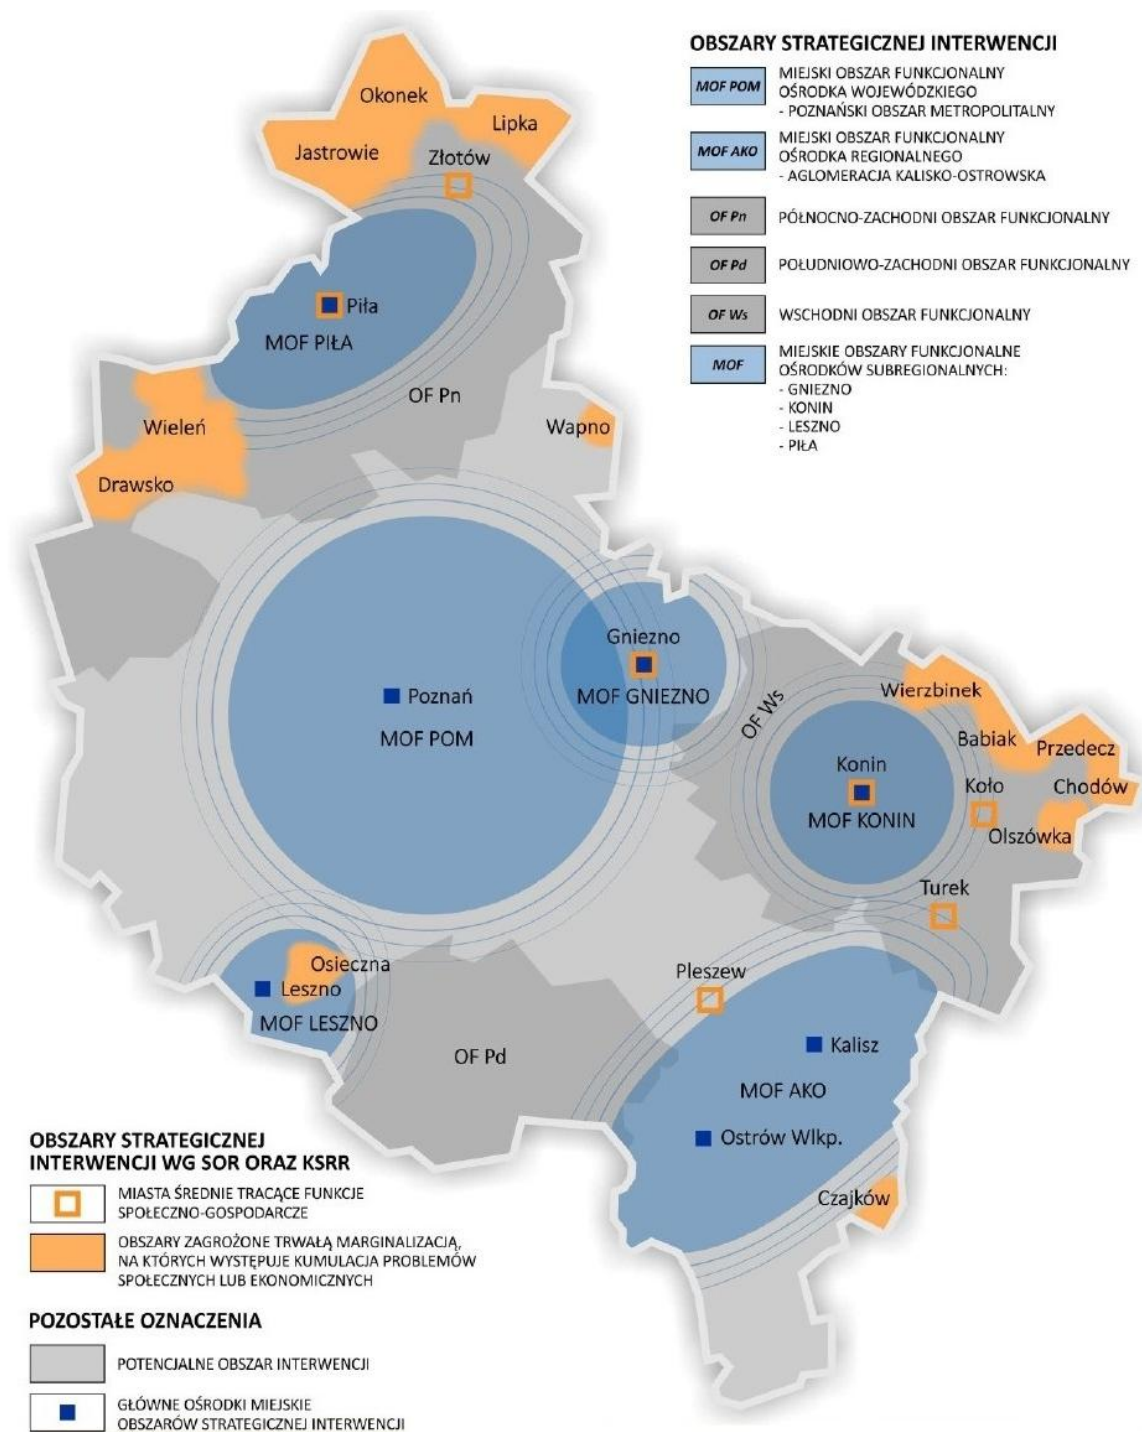 OBSZARY STRATEGICZNEJ INTERWENCJI
MOF POM
MIEJSKI OBSZAR FUNKCJONALNY
OŚRODKA WOJEWÓDZKIEGO
- POZNAŃSKI OBSZAR METROPOLITALNY
MOF AKO
MIEJSKI OBSZAR FUNKCJONALNY
OŚRODKA REGIONALNEGO
- AGLOMERACJA KALISKO-OSTROWSKA
OF Pn
PÓŁNOCNO-ZACHODNI OBSZAR FUNKCJONALNY
OF Pd
POŁUDNIOWO-ZACHODNI OBSZAR FUNKCJONALNY
OF Ws
WSCHODNI OBSZAR FUNKCJONALNY
MOF
MIEJSKIE OBSZARY FUNKCJONALNE
OŚRODKÓW SUBREGIONALNYCH:
- GNIEZNO
- KONIN
- LESZNO
- PIŁA
Okonek
Lipka
Jastrowie
Złotów
Piła
MOF PIŁA
OF Pn
Wieleń
Wapno
Drawsko
Gniezno
MOF GNIEZNO
Poznań
MOF POM
OF Ws
Wierzbinek
Babiak
Przedecz
Konin
MOF KONIN
Koło
Chodów
Olszówka
Turek
Osieczna
Leszno
MOF LESZNO
Pleszew
OF Pd
Kalisz
MOF AKO
Ostrów Wlkp.
Czajków
OBSZARY STRATEGICZNEJ
INTERWENCJI WG SOR ORAZ KSRR
MIASTA ŚREDNIE TRACĄCE FUNKCJE
SPOŁECZNO-GOSPODARCZE
OBSZARY ZAGROŻONE TRWAŁĄ MARGINALIZACJĄ,
NA KTÓRYCH WYSTĘPUJE KUMULACJA PROBLEMÓW
SPOŁECZNYCH LUB EKONOMICZNYCH
POZOSTAŁE OZNACZENIA
POTENCJALNE OBSZAR INTERWENCJI
GŁÓWNE OŚRODKI MIEJSKIE
OBSZARÓW STRATEGICZNEJ INTERWENCJI